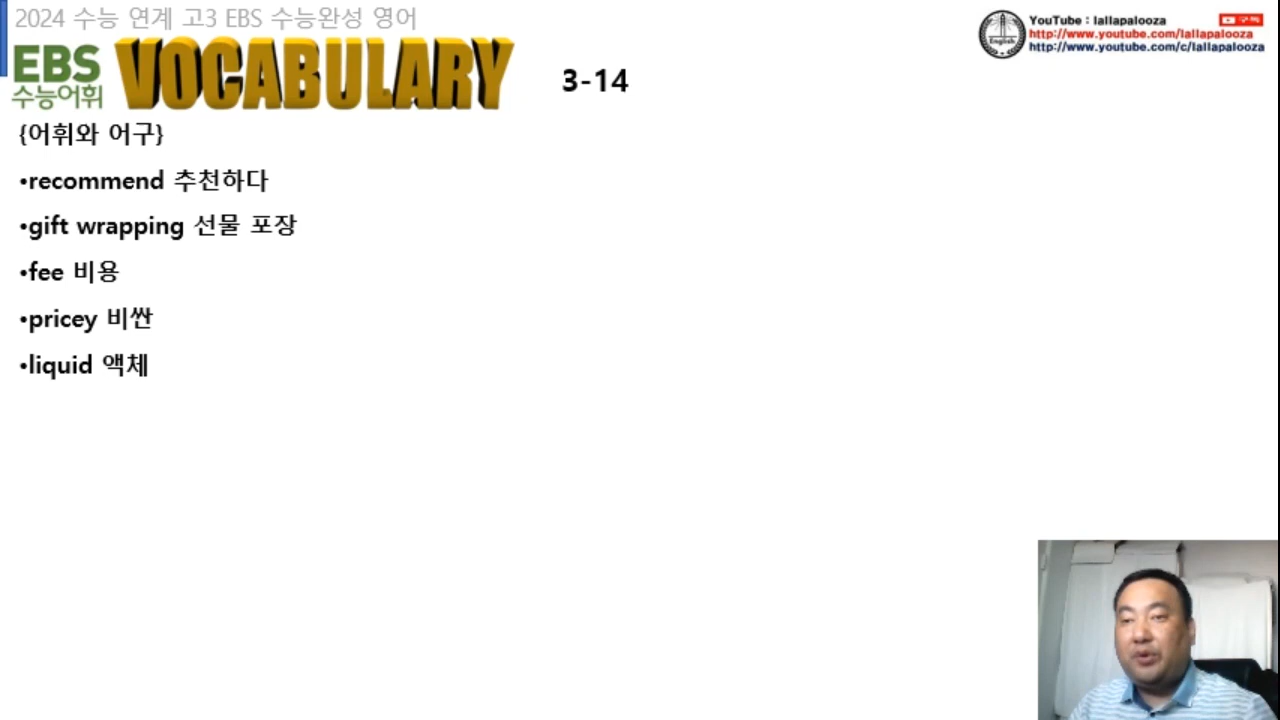 2024 수능 연계 고3 EBS 수능완성 영어
EBS
수능어휘
VOCABULARY
3-14
YouTube : lallapalooza
구독
http://www.youtube.com/lallapalooza
http://www.youtube.com/c/lallapalooza
English
{어휘와 어구}
•recommend 추천하다
•gift wrapping 선물 포장
•fee 비용
•pricey 비싼
•liquid 액체